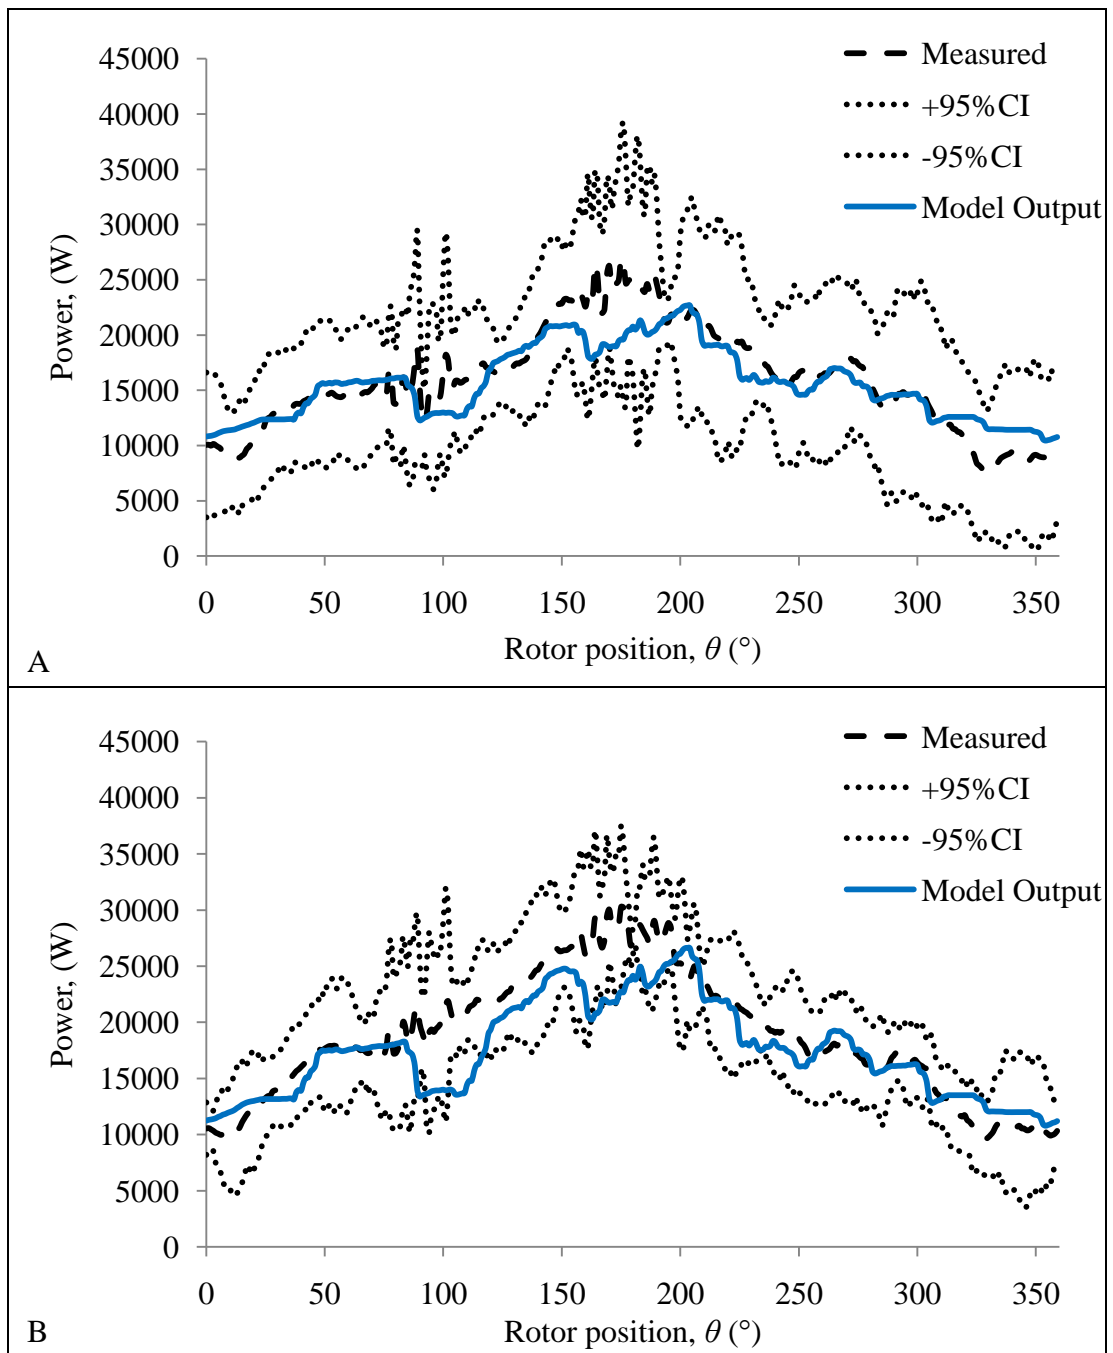 45000
40000
35000
30000
25000
20000
15000
10000
5000
0
Power, (W)
0 50 100 150 200 250 300 350
Rotor position, θ (°)
Measured
+95%CI
-95%CI
Model Output
A
45000
40000
35000
30000
25000
20000
15000
10000
5000
0
Power, (W)
0 50 100 150 200 250 300 350
Rotor position, θ (°)
Measured
+95%CI
-95%CI
Model Output
B